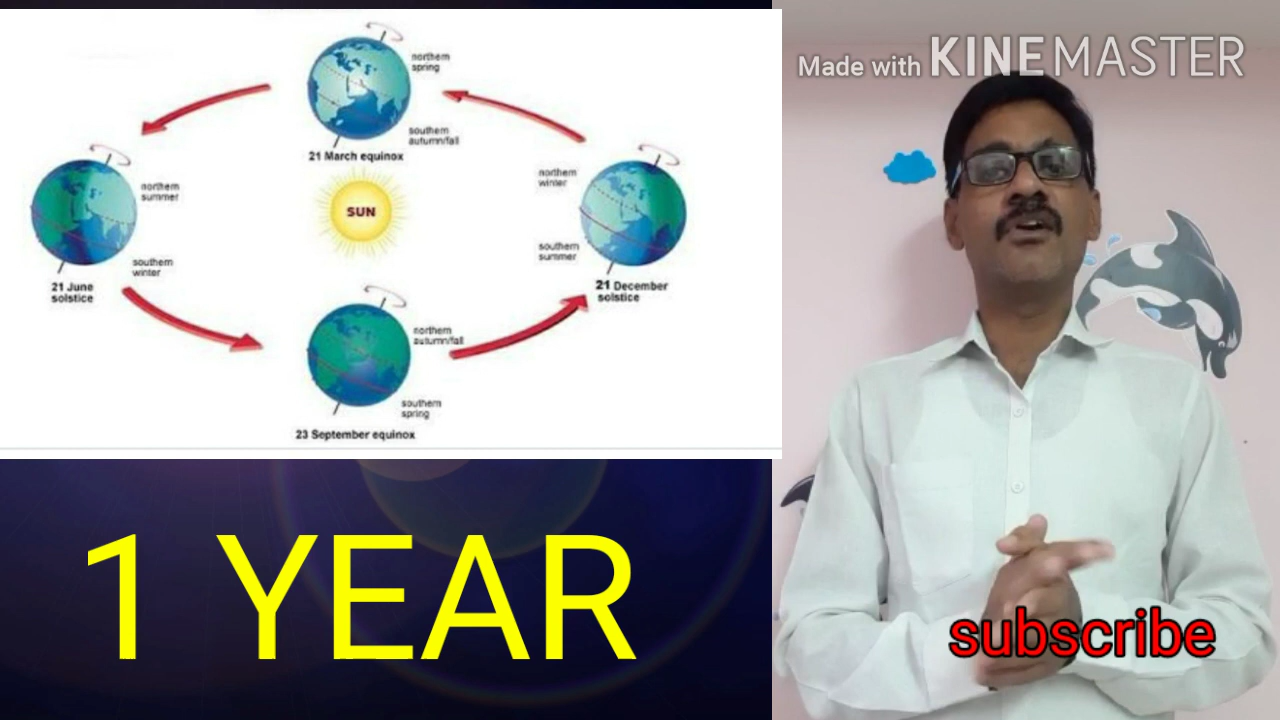 northern
spring
southern
autumn/fall
21 March equinox
northern
summer
southern
winter
21 June
solstice
SUN
northern
winter
southern
summer
21 December
solstice
northern
autumn/fall
southern
spring
23 September equinox
1 YEAR
Made with KINEMASTER
subscribe